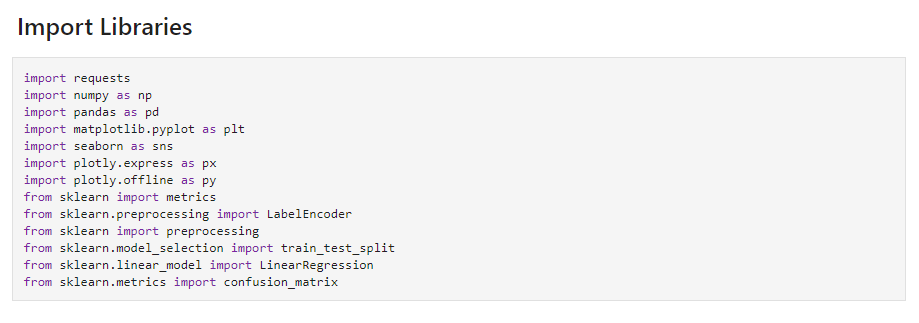 Import Libraries
import requests
import numpy as np
import pandas as pd
import matplotlib.pyplot as plt
import seaborn as sns
import plotly.express as px
import plotly.offline as py
from sklearn import metrics
from sklearn.preprocessing import LabelEncoder
from sklearn import preprocessing
from sklearn.model_selection import train_test_split
from sklearn.linear_model import LinearRegression
from sklearn.metrics import confusion_matrix